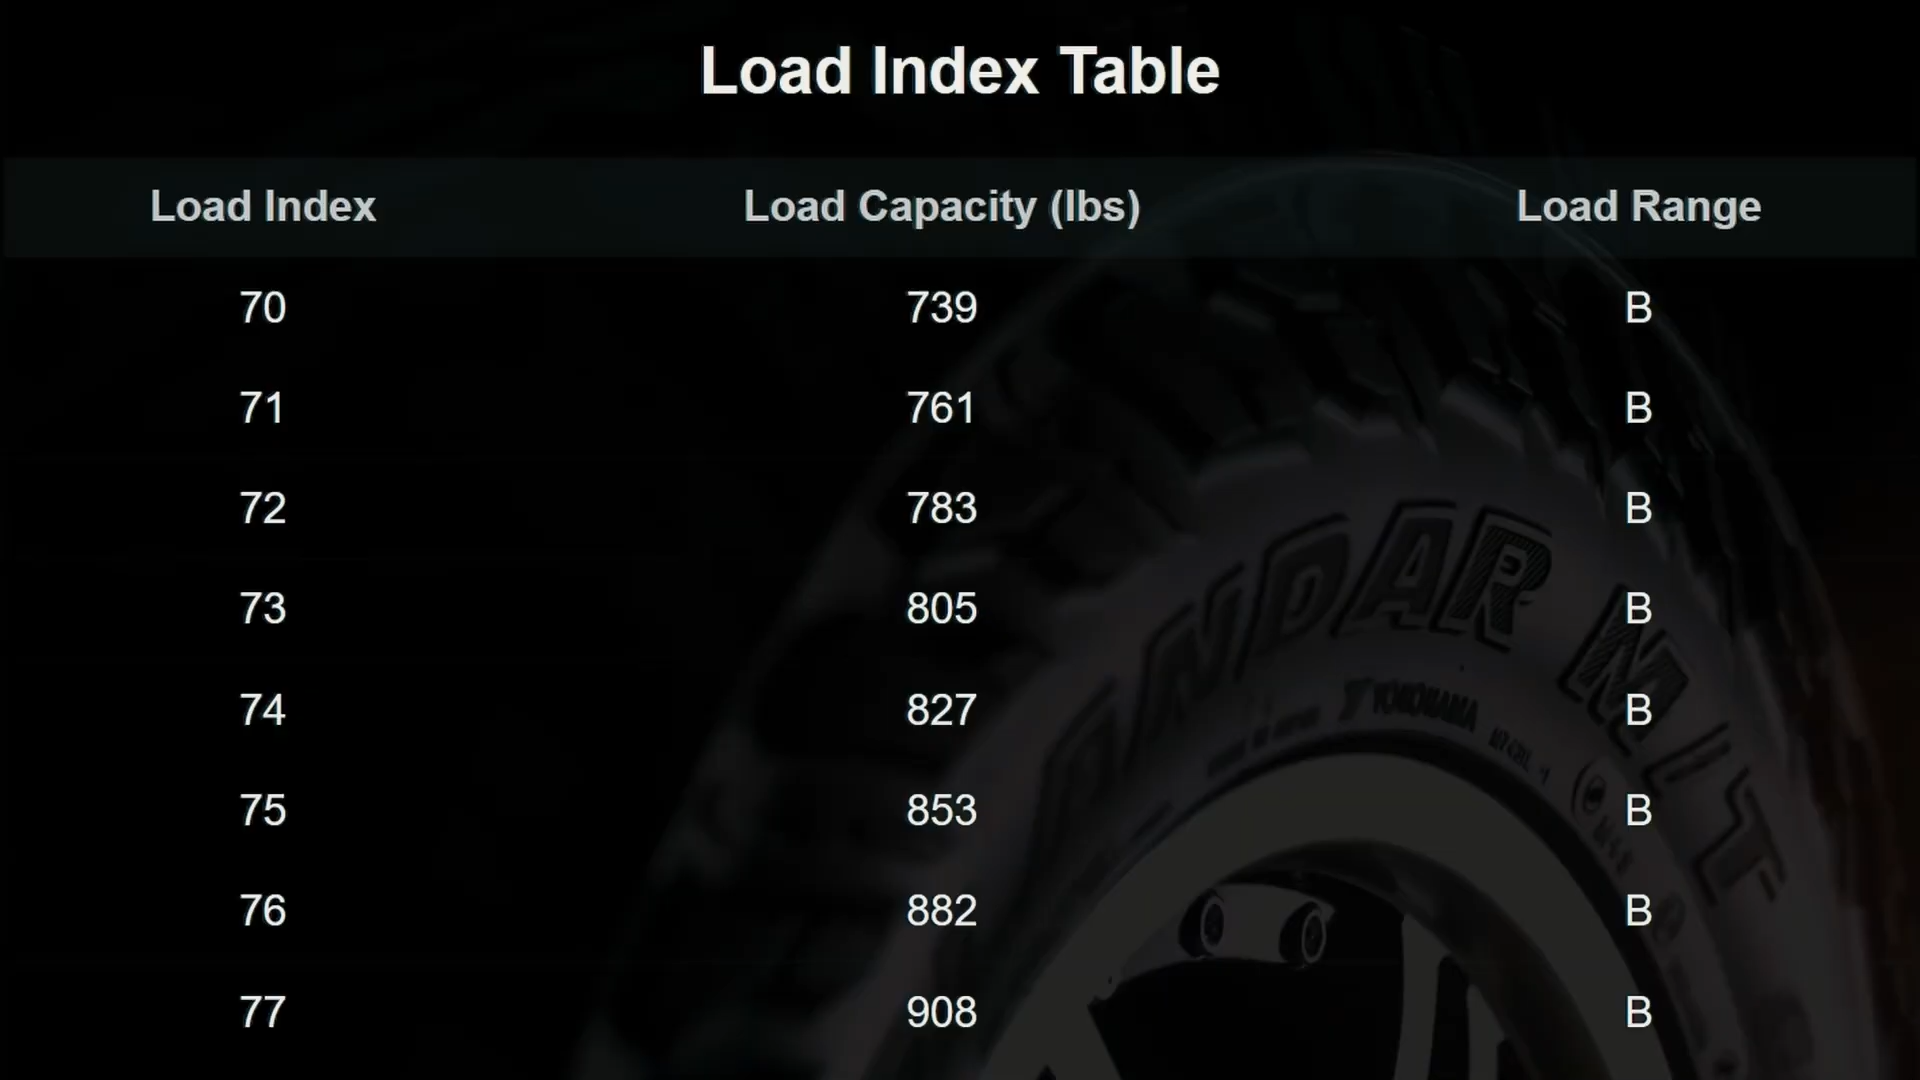 Load Index Table
Load Index Load Capacity (lbs) Load Range
70 739 B
71 761 B
72 783 B
73 805 B
74 827 B
75 853 B
76 882 B
77 908 B
ANDAR M/T
YOKOHAMA